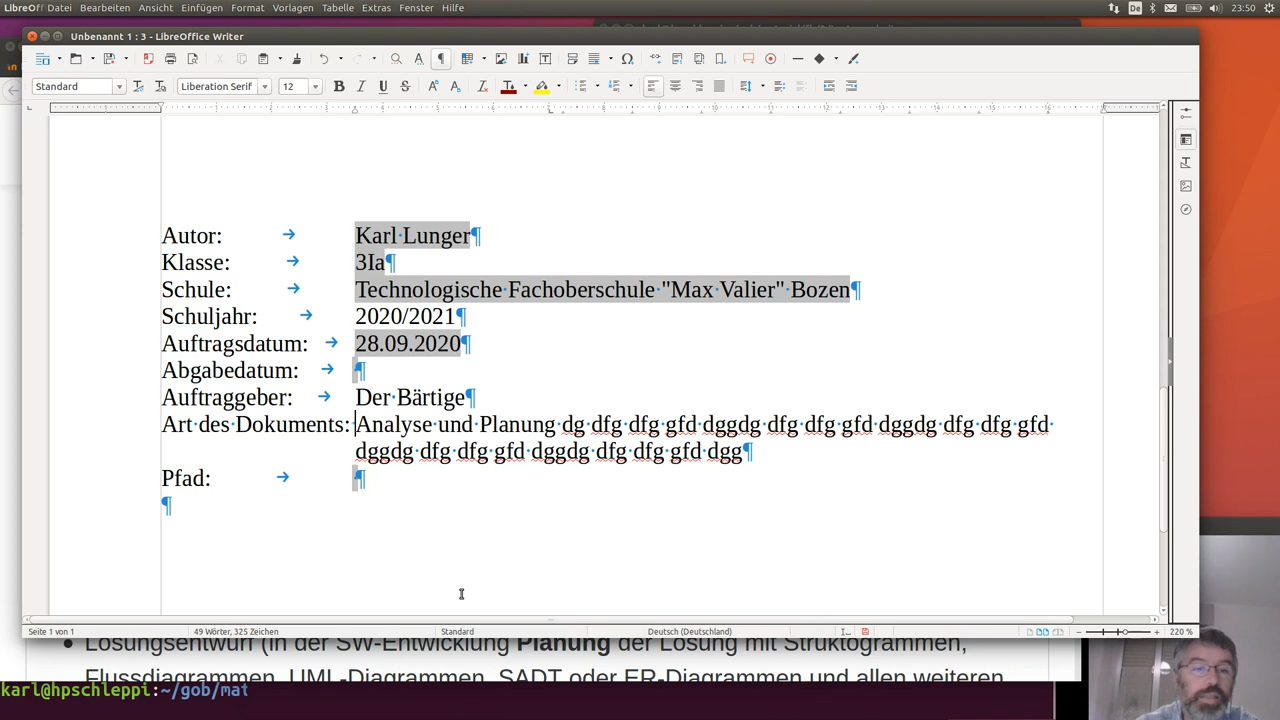 LibreOff Datei Bearbeiten Ansicht Einfügen Format Vorlagen Tabelle Extras Fenster Hilfe De 23:50
Unbenannt 1 : 3 - LibreOffice Writer
Standard Liberation Serif 12
Autor: → Karl·Lunger¶
Klasse: → 3Ia¶
Schule: → Technologische·Fachoberschule·"Max·Valier"·Bozen¶
Schuljahr: → 2020/2021¶
Auftragsdatum: → 28.09.2020¶
Abgabedatum: → ¶
Auftraggeber: → Der·Bärtige¶
Art·des·Dokuments:·Analyse·und·Planung·dg·dfg·dfg·gfd·dggdg·dfg·dfg·gfd·dggdg·dfg·dfg·gfd·
dggdg·dfg·dfg·gfd·dggdg·dfg·dfg·gfd·dgg¶
Pfad: → ¶
¶
Seite 1 von 1 49 Wörter, 325 Zeichen Standard Deutsch (Deutschland) 220 %
Lösungsentwurf (in der SW-Entwicklung Planung der Lösung mit Struktogrammen,
Flussdiagrammen, UML-Diagrammen, SADT oder ER-Diagrammen und allen weiteren
karl@hpschleppi:~/gob/mat